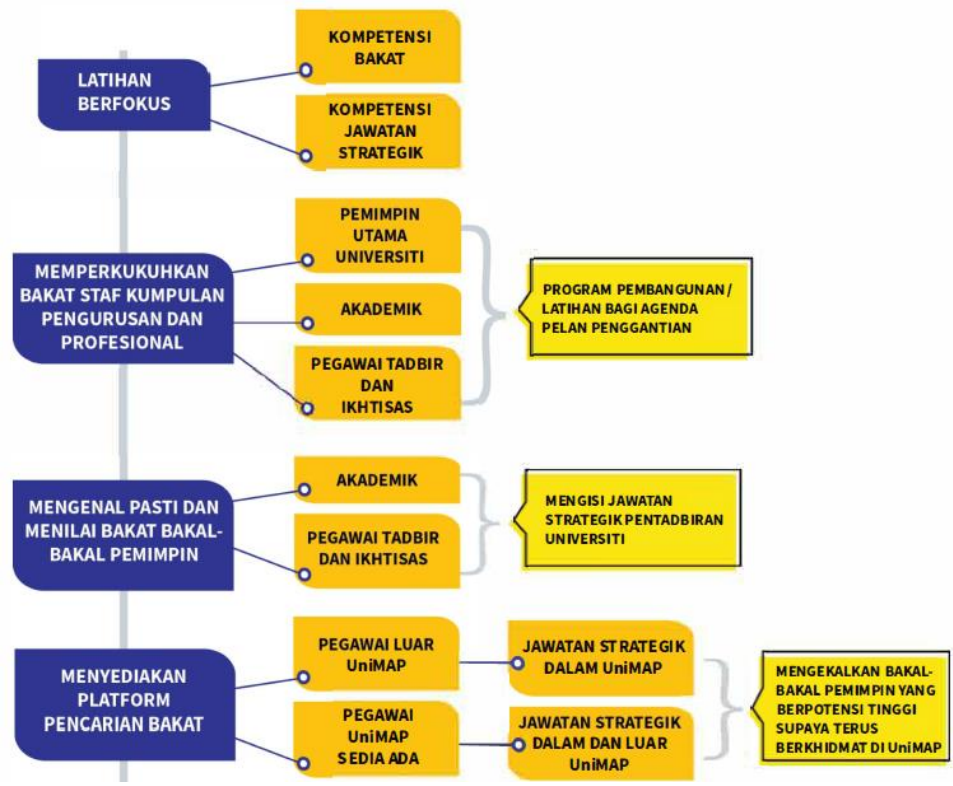 LATIHAN
BERFOKUS
KOMPETENSI
BAKAT
KOMPETENSI
JAWATAN
STRATEGIK
MEMPERKUKUHKAN
BAKAT STAF KUMPULAN
PENGURUSAN DAN
PROFESIONAL
PEMIMPIN
UTAMA
UNIVERSITI
AKADEMIK
PEGAWAI TADBIR
DAN
IKHTISAS
PROGRAM PEMBANGUNAN/
LATIHAN BAGI AGENDA
PELAN PENGGANTIAN
MENGENAL PASTI DAN
MENILAI BAKAT BAKAL-
BAKAL PEMIMPIN
AKADEMIK
PEGAWAI TADBIR
DAN IKHTISAS
MENGISI JAWATAN
STRATEGIK PENTADBIRAN
UNIVERSITI
MENYEDIAKAN
PLATFORM
PENCARIAN BAKAT
PEGAWAI LUAR
UniMAP
JAWATAN STRATEGIK
DALAM UniMAP
PEGAWAI
UniMAP
SEDIA ADA
JAWATAN STRATEGIK
DALAM DAN LUAR
UniMAP
MENGEKALKAN BAKAL-
BAKAL PEMIMPIN YANG
BERPOTENSI TINGGI
SUPAYA TERUS
BERKHIDMAT DI UniMAP